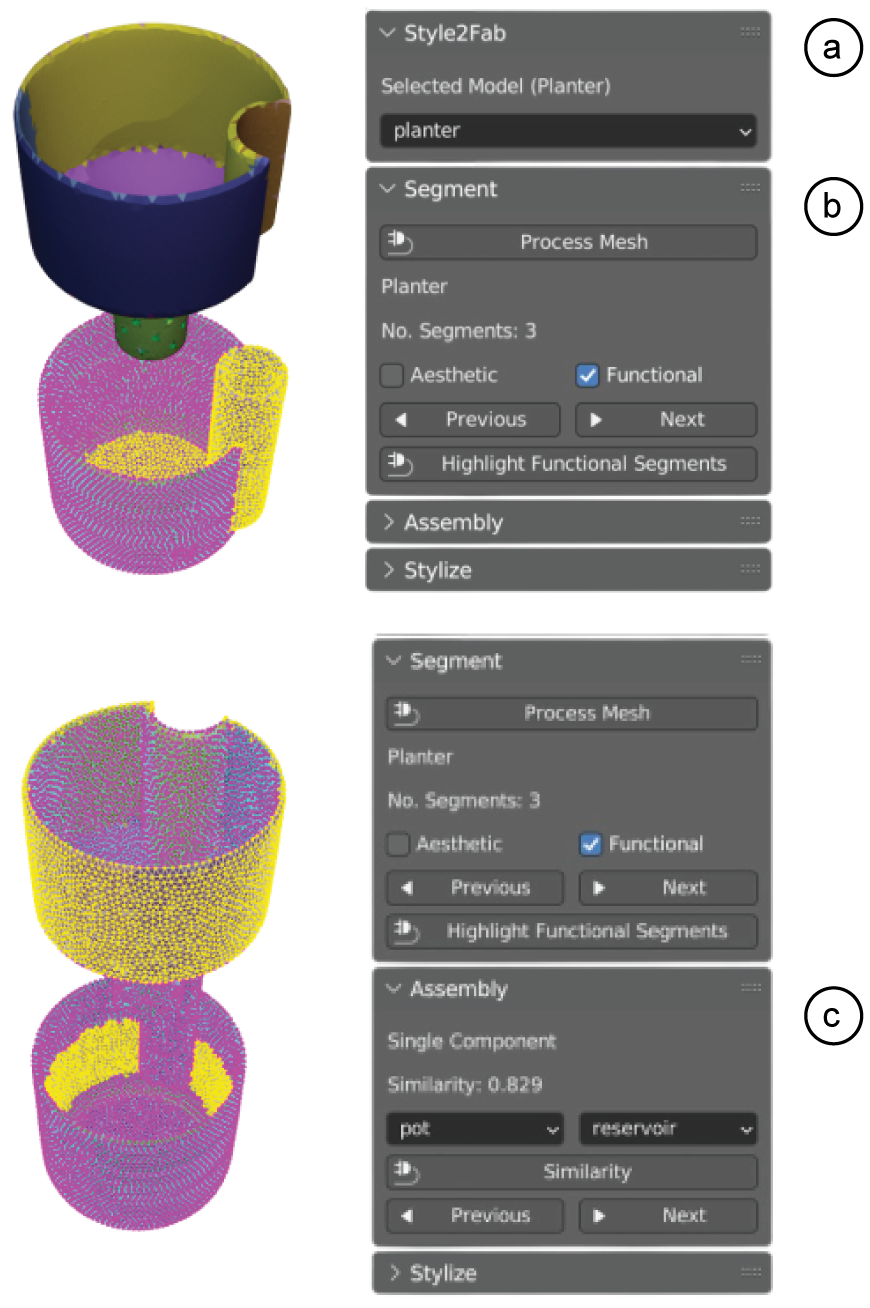 Style2Fab
a
Selected Model (Planter)
planter
Segment
b
Process Mesh
Planter
No. Segments: 3
Aesthetic Functional
Previous Next
Highlight Functional Segments
Assembly
Stylize
Segment
Process Mesh
Planter
No. Segments: 3
Aesthetic Functional
Previous Next
Highlight Functional Segments
Assembly
c
Single Component
Similarity: 0.829
pot reservoir
Similarity
Previous Next
Stylize